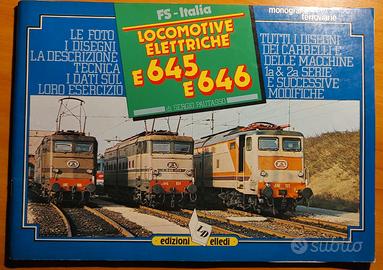 FS-Italia
LOCOMOTIVE
ELETTRICHE
E 645
E 646
di SERGIO PAUTASSO
monografie
ferroviarie
LE FOTO
I DISEGNI
LA DESCRIZIONE
TECNICA
I DATI SUL
LORO ESERCIZIO
TUTTI I DISEGNI
DEI CARRELLI E
DELLE MACCHINE
1a & 2a SERIE
E SUCCESSIVE
MODIFICHE
edizioni
elledi
subito